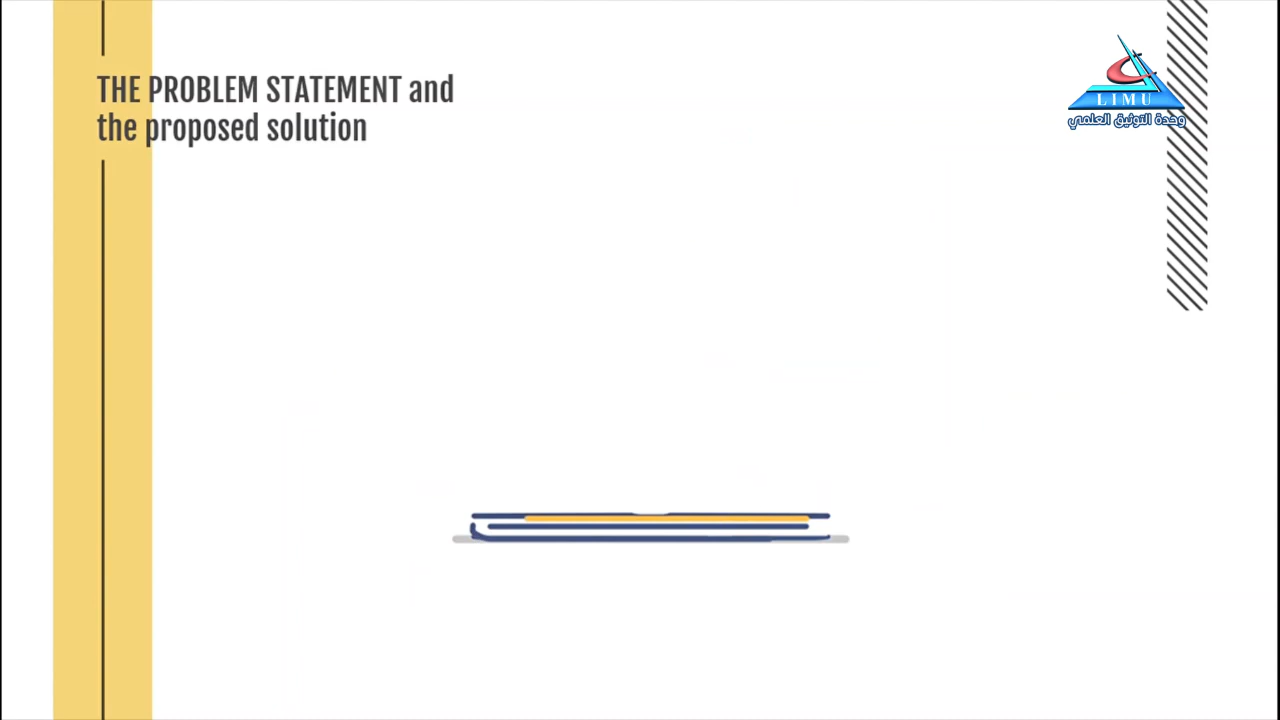 THE PROBLEM STATEMENT and
the proposed solution
LIMU
وحدة التوثيق العلمي